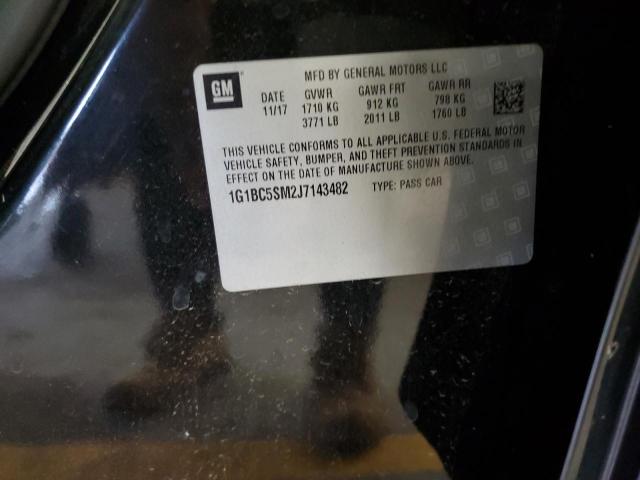 GM
MFD BY GENERAL MOTORS LLC
DATE GVWR GAWR FRT GAWR RR
11/17 1710 KG 912 KG 798 KG
3771 LB 2011 LB 1760 LB
THIS VEHICLE CONFORMS TO ALL APPLICABLE U.S. FEDERAL MOTOR
VEHICLE SAFETY, BUMPER, AND THEFT PREVENTION STANDARDS IN
EFFECT ON THE DATE OF MANUFACTURE SHOWN ABOVE.
1G1BC5SM2J7143482 TYPE: PASS CAR